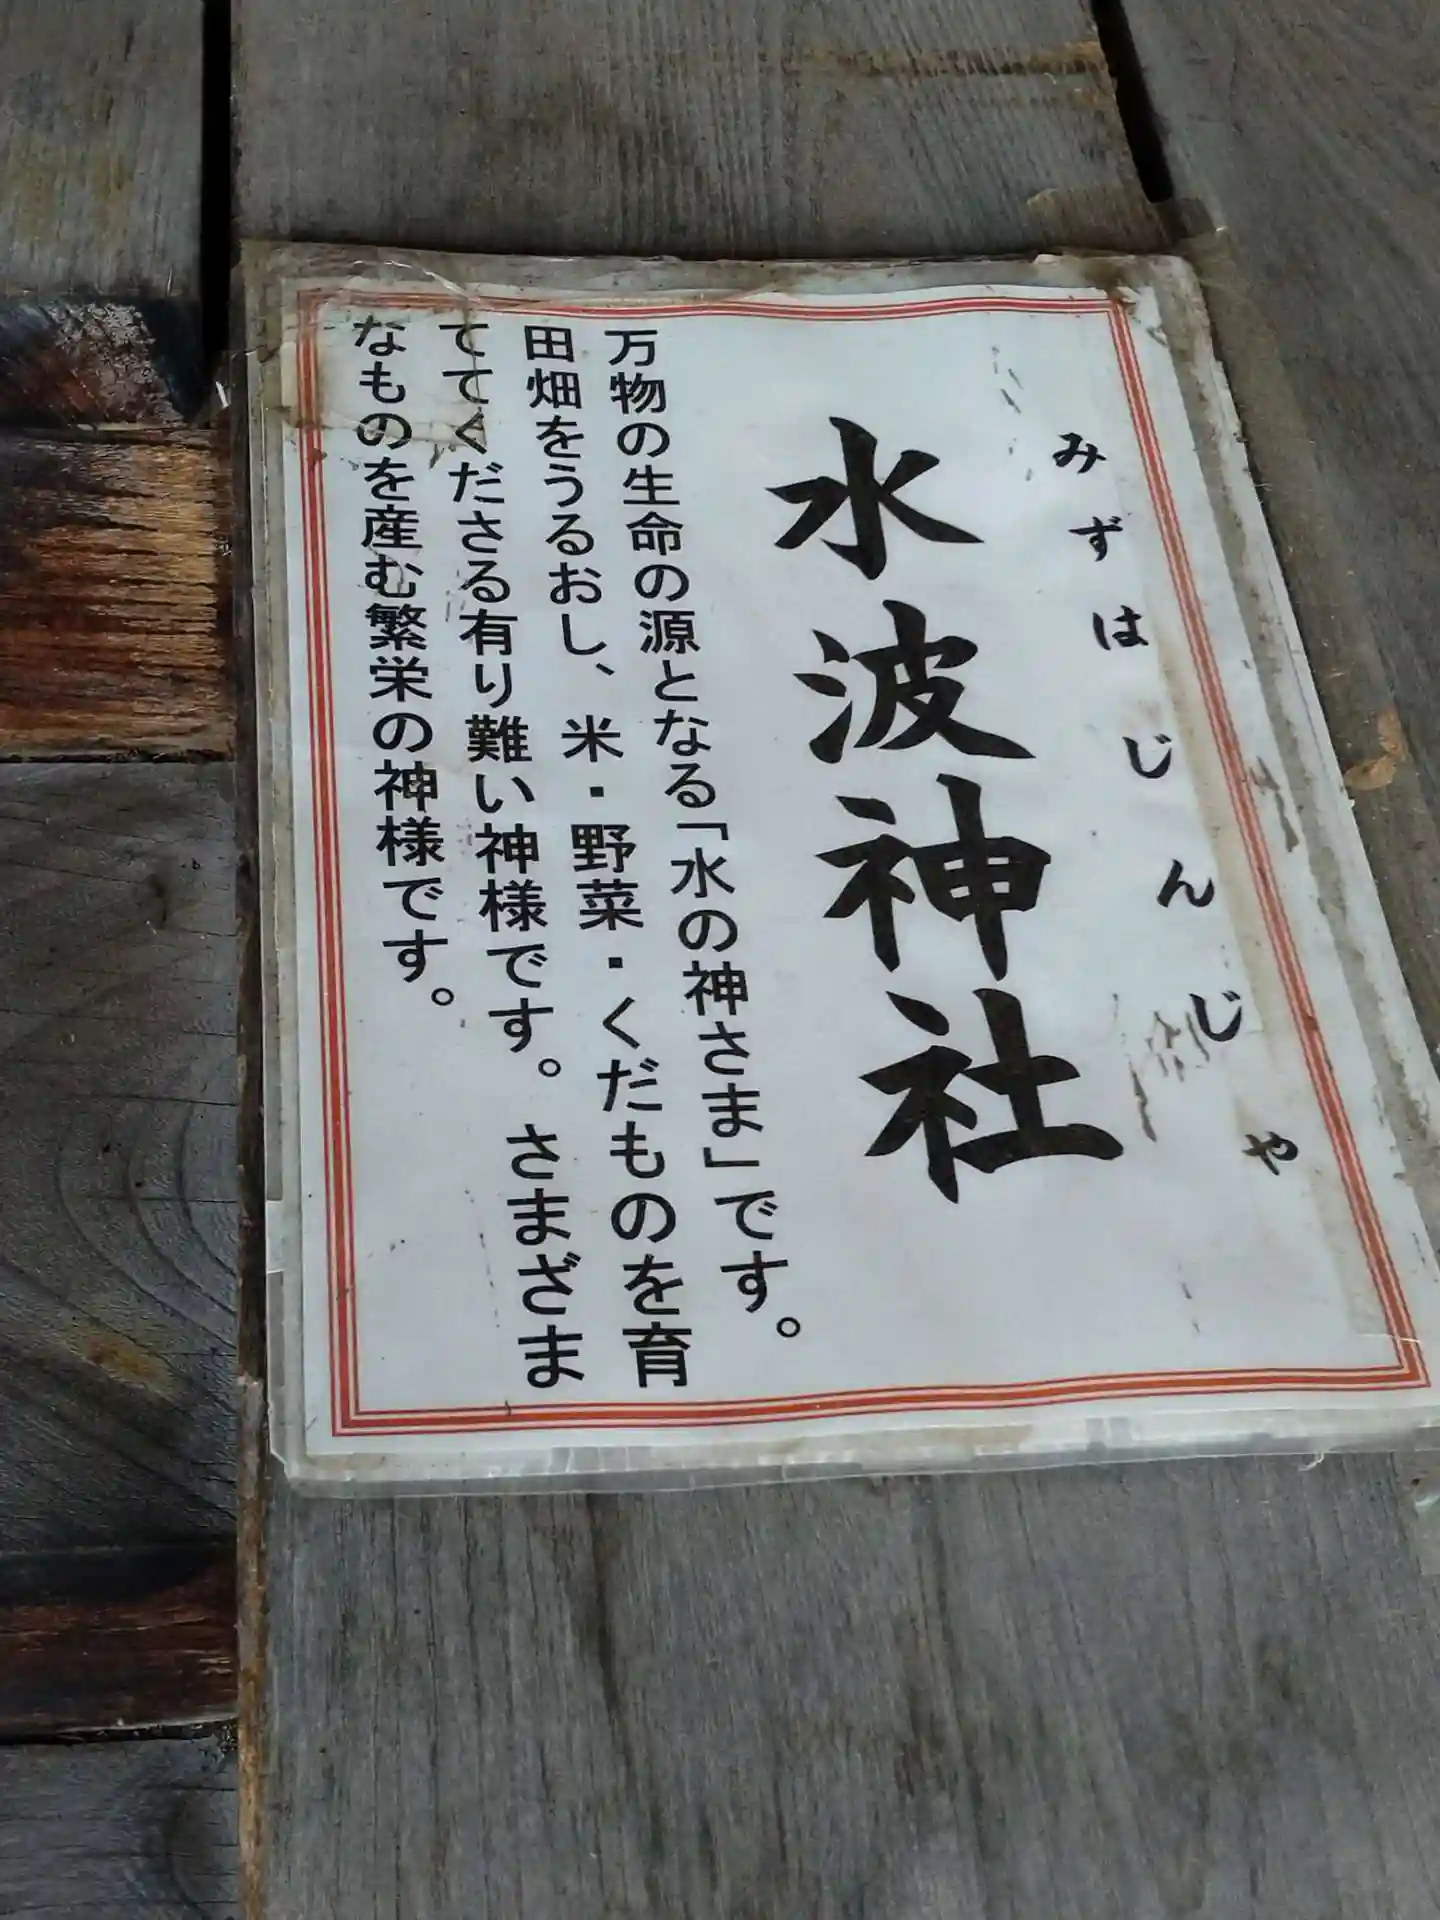 みずはじんじゃ
水波神社
万物の生命の源となる「水の神さま」です。
田畑をうるおし、米・野菜・くだものを育
ててくださる有り難い神様です。さまざま
なものを産む繁栄の神様です。